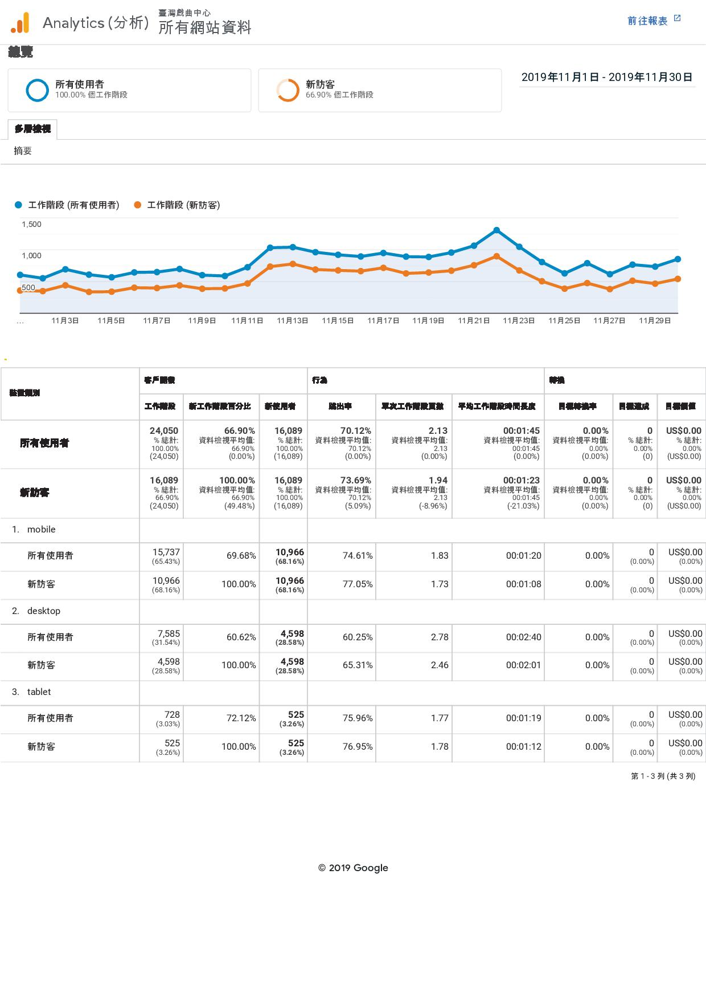 Analytics (分析)
臺灣戲曲中心
所有網站資料
前往報表
總覽
所有使用者
100.00% 個工作階段
新訪客
66.90% 個工作階段
2019年11月1日 - 2019年11月30日
多層檢視
摘要
工作階段 (所有使用者) 工作階段 (新訪客)
1,500
1,000
500
… 11月3日 11月5日 11月7日 11月9日 11月11日 11月13日 11月15日 11月17日 11月19日 11月21日 11月23日 11月25日 11月27日 11月29日
裝置類別 客戶開發 行為 轉換
工作階段 新工作階段百分比 新使用者 跳出率 單次工作階段頁數 平均工作階段時間長度 目標轉換率 目標達成 目標價值
所有使用者
24,050 66.90% 16,089 70.12% 2.13 00:01:45 0.00% 0 US$0.00
% 總計: 資料檢視平均值: % 總計: 資料檢視平均值: 資料檢視平均值: 資料檢視平均值: 資料檢視平均值: % 總計: % 總計:
100.00% 66.90% 100.00% 70.12% 2.13 00:01:45 0.00% 0.00% 0.00%
(24,050) (0.00%) (16,089) (0.00%) (0.00%) (0.00%) (0.00%) (0) (US$0.00)
新訪客
16,089 100.00% 16,089 73.69% 1.94 00:01:23 0.00% 0 US$0.00
% 總計: 資料檢視平均值: % 總計: 資料檢視平均值: 資料檢視平均值: 資料檢視平均值: 資料檢視平均值: % 總計: % 總計:
66.90% 66.90% 100.00% 70.12% 2.13 00:01:45 0.00% 0.00% 0.00%
(24,050) (49.48%) (16,089) (5.09%) (-8.96%) (-21.03%) (0.00%) (0) (US$0.00)
1. mobile
所有使用者 15,737 69.68% 10,966 74.61% 1.83 00:01:20 0.00% 0 US$0.00
(65.43%) (68.16%) (0.00%) (0.00%)
新訪客 10,966 100.00% 10,966 77.05% 1.73 00:01:08 0.00% 0 US$0.00
(68.16%) (68.16%) (0.00%) (0.00%)
2. desktop
所有使用者 7,585 60.62% 4,598 60.25% 2.78 00:02:40 0.00% 0 US$0.00
(31.54%) (28.58%) (0.00%) (0.00%)
新訪客 4,598 100.00% 4,598 65.31% 2.46 00:02:01 0.00% 0 US$0.00
(28.58%) (28.58%) (0.00%) (0.00%)
3. tablet
所有使用者 728 72.12% 525 75.96% 1.77 00:01:19 0.00% 0 US$0.00
(3.03%) (3.26%) (0.00%) (0.00%)
新訪客 525 100.00% 525 76.95% 1.78 00:01:12 0.00% 0 US$0.00
(3.26%) (3.26%) (0.00%) (0.00%)
第 1 - 3 列 (共 3 列)
© 2019 Google